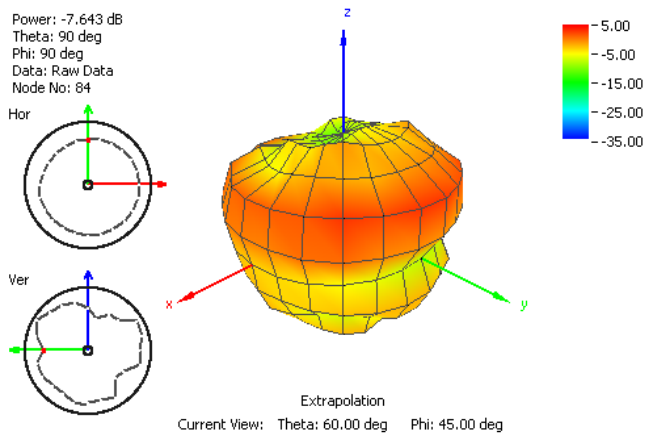 Power: -7.643 dB
Theta: 90 deg
Phi: 90 deg
Data: Raw Data
Node No: 84
Hor
Ver
z
x
y
-5.00
-5.00
-15.00
-25.00
-35.00
Extrapolation
Current View: Theta: 60.00 deg Phi: 45.00 deg